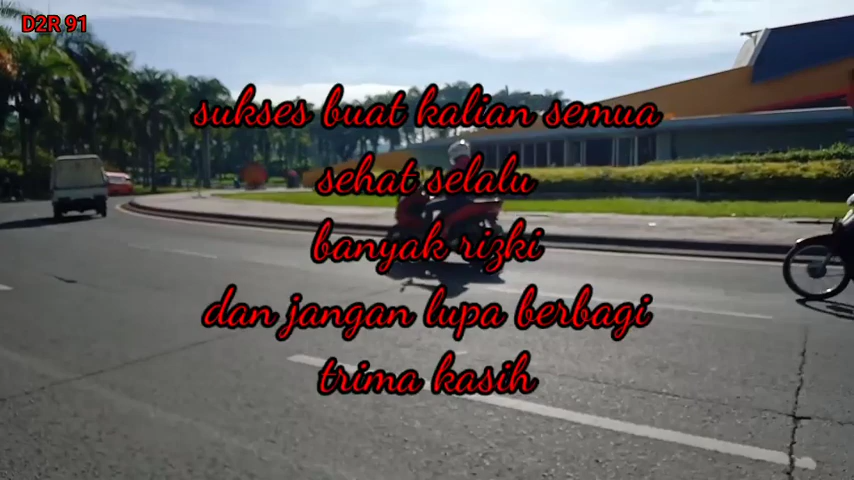 D2R 91
sukses buat kalian semua
sehat selalu
banyak rizki
dan jangan lupa berbagi
trima kasih